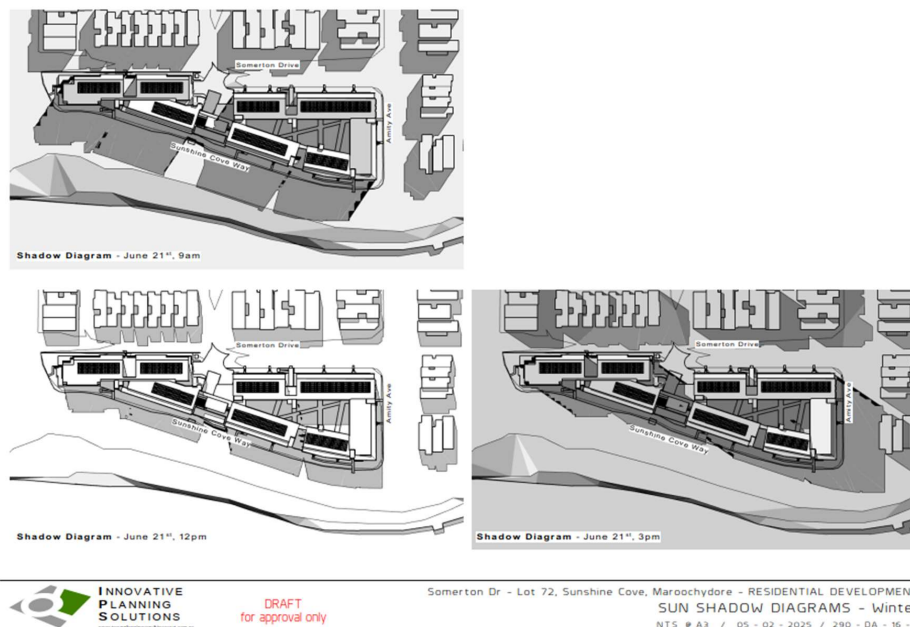 Somerton Drive
Amity Ave
Sunshine Cove Way
Shadow Diagram - June 21st, 9am
Somerton Drive
Amity Ave
Sunshine Cove Way
Shadow Diagram - June 21st, 12pm
Somerton Drive
Amity Ave
Sunshine Cove Way
Shadow Diagram - June 21st, 3pm
INNOVATIVE
PLANNING
SOLUTIONS
DRAFT
for approval only
Somerton Dr - Lot 72, Sunshine Cove, Maroochydore - RESIDENTIAL DEVELOPMEN
SUN SHADOW DIAGRAMS - Winte
NTS @ A3 / 05 - 02 - 2025 / 290 - DA - 16 -